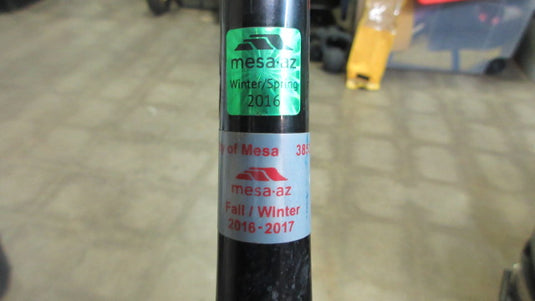 mesa·az
Winter/Spring
2016
of Mesa
mesa·az
Fall / Winter
2016-2017